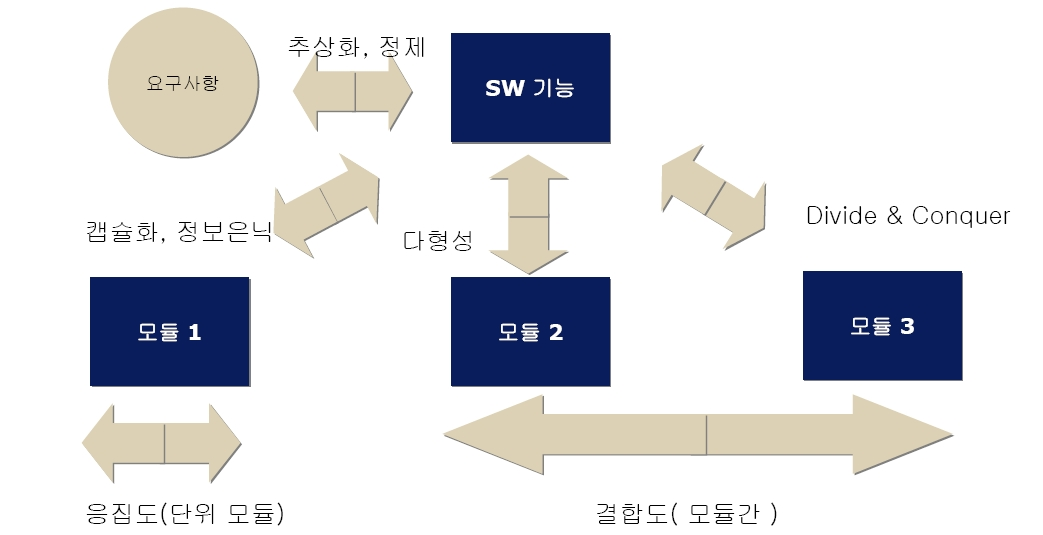 추상화, 정제
요구사항
SW 기능
캡슐화, 정보은닉
다형성
Divide & Conquer
모듈 1
모듈 2
모듈 3
응집도(단위 모듈)
결합도( 모듈간 )